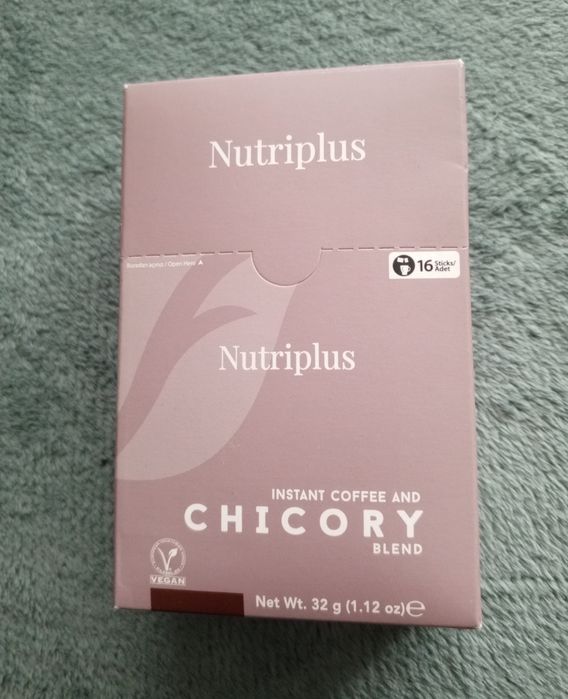 Nutriplus
Buradan açınız / Open Here
16 Sticks/
Adet
Nutriplus
INSTANT COFFEE AND
CHICORY
BLEND
VEGAN
Net Wt. 32 g (1.12 oz) ℮